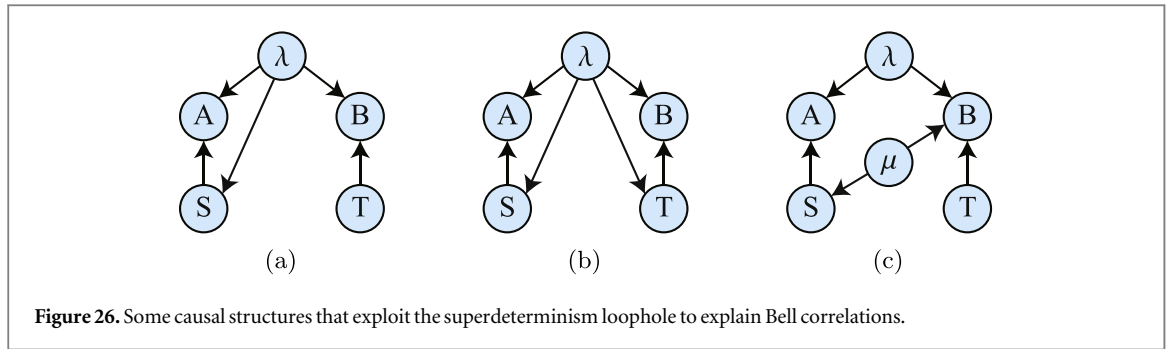 λ λ λ
A B A B A B
μ
S T S T S T
(a) (b) (c)
Figure 26. Some causal structures that exploit the superdeterminism loophole to explain Bell correlations.